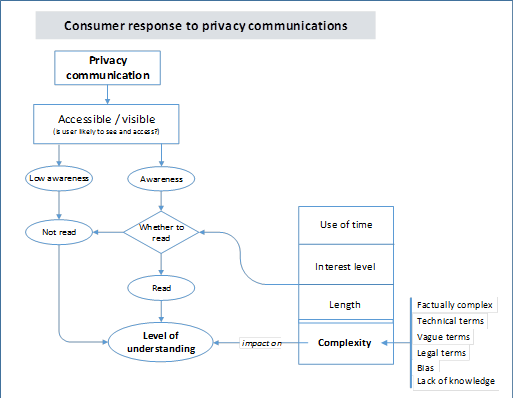 Consumer response to privacy communications
Privacy
communication
Accessible / visible
(Is user likely to see and access?)
Low awareness
Awareness
Not read
Whether to
read
Use of time
Interest level
Read
Length
Level of
understanding
impact on
Complexity
Factually complex
Technical terms
Vague terms
Legal terms
Bias
Lack of knowledge